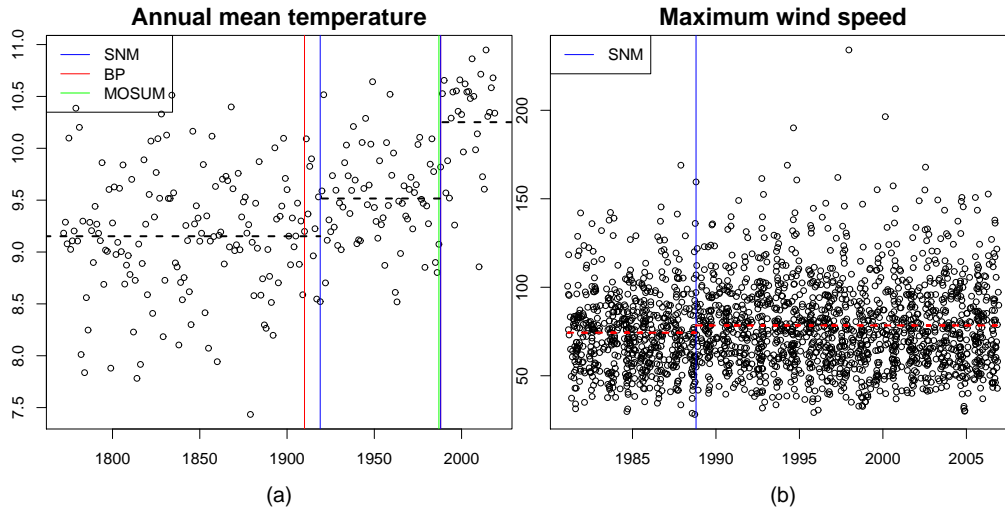 Annual mean temperature
SNM
BP
MOSUM
11.0
10.5
10.0
9.5
9.0
8.5
8.0
7.5
1800 1850 1900 1950 2000
(a)
Maximum wind speed
SNM
200
150
100
50
1985 1990 1995 2000 2005
(b)